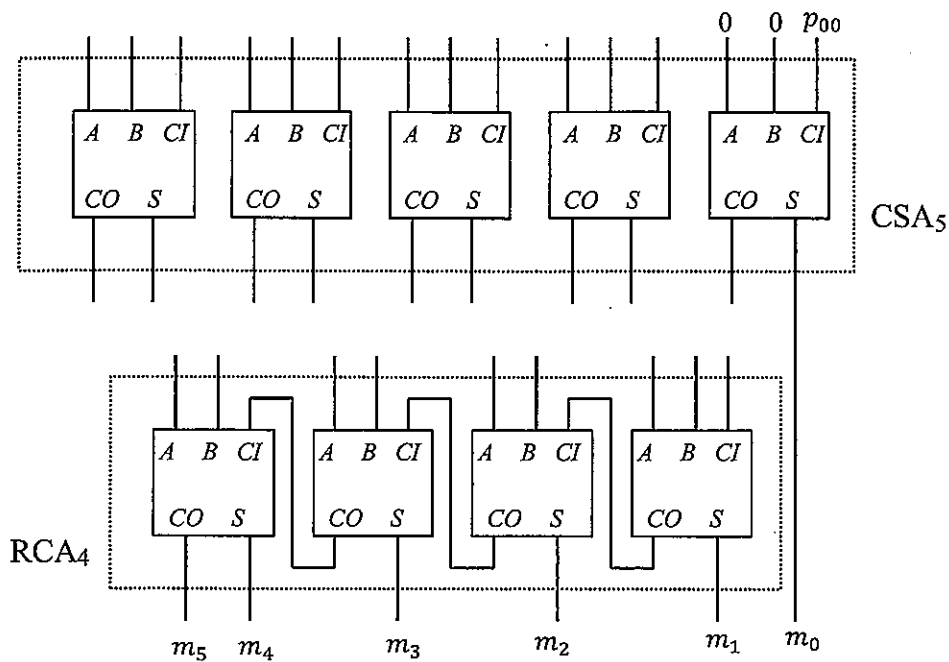 0 0 p₀₀
A B CI A B CI A B CI A B CI A B CI
CO S CO S CO S CO S CO S
CSA₅
A B CI A B CI A B CI A B CI
CO S CO S CO S CO S
RCA₄
m₅ m₄ m₃ m₂ m₁ m₀